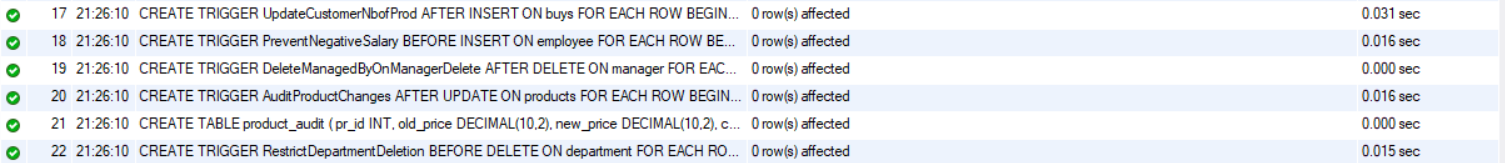 17 21:26:10 CREATE TRIGGER UpdateCustomerNbofProd AFTER INSERT ON buys FOR EACH ROW BEGIN... 0 row(s) affected 0.031 sec
18 21:26:10 CREATE TRIGGER PreventNegativeSalary BEFORE INSERT ON employee FOR EACH ROW BE... 0 row(s) affected 0.016 sec
19 21:26:10 CREATE TRIGGER DeleteManagedByOnManagerDelete AFTER DELETE ON manager FOR EAC... 0 row(s) affected 0.000 sec
20 21:26:10 CREATE TRIGGER AuditProductChanges AFTER UPDATE ON products FOR EACH ROW BEGIN... 0 row(s) affected 0.016 sec
21 21:26:10 CREATE TABLE product_audit ( pr_id INT, old_price DECIMAL(10,2), new_price DECIMAL(10,2), c... 0 row(s) affected 0.000 sec
22 21:26:10 CREATE TRIGGER RestrictDepartmentDeletion BEFORE DELETE ON department FOR EACH RO... 0 row(s) affected 0.015 sec